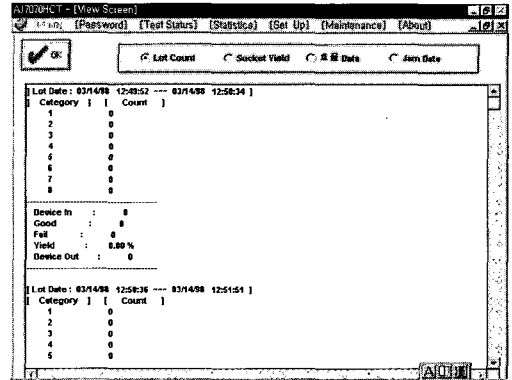 AJ7070HCT - [View Screen]
[Password] [Test Status] [Statistics] [Set Up] [Maintenance] [About]
OK
Lot Count Socket Yield Data Jam Data
[ Lot Date : 03/14/98 12:49:52 --- 03/14/98 12:50:34 ]
[ Category ] [ Count ]
1 0
2 0
3 0
4 0
5 0
6 0
7 0
8 0
Device In : 0
Good : 0
Fail : 0
Yield : 0.00 %
Device Out : 0
[ Lot Date : 03/14/98 12:50:36 --- 03/14/98 12:51:51 ]
[ Category ] [ Count ]
1 0
2 0
3 0
4 0
5 0